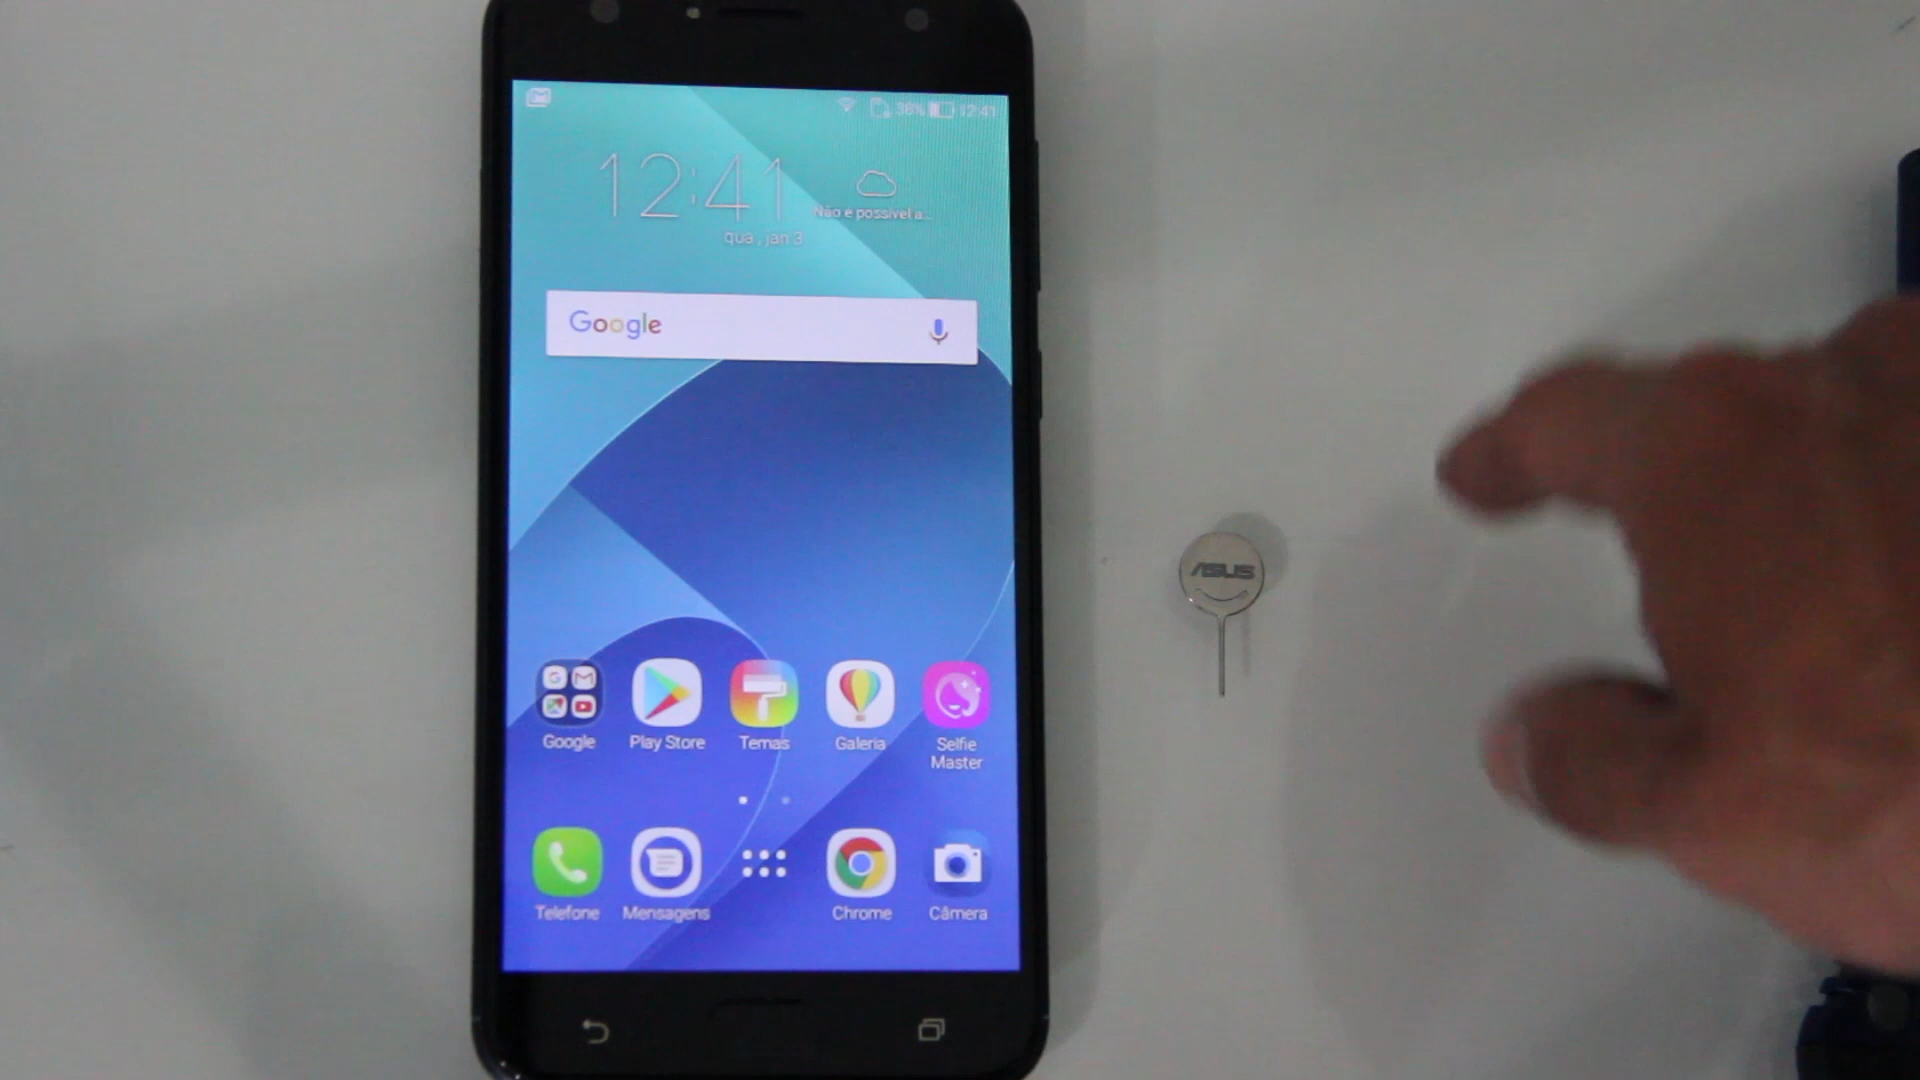 38% 12:41
12:41
Não é possível a...
qua, jan 3
Google
Google Play Store Temas Galeria Selfie Master
Telefone Mensagens Chrome Câmera
ASUS